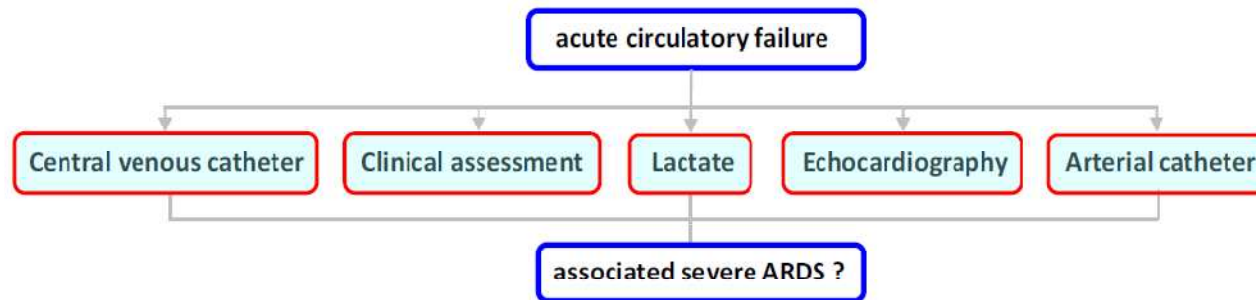 acute circulatory failure
Central venous catheter
Clinical assessment
Lactate
Echocardiography
Arterial catheter
associated severe ARDS ?